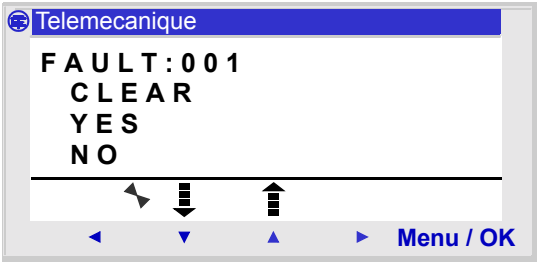 Telemecanique
FAULT:001
CLEAR
YES
NO
Menu / OK